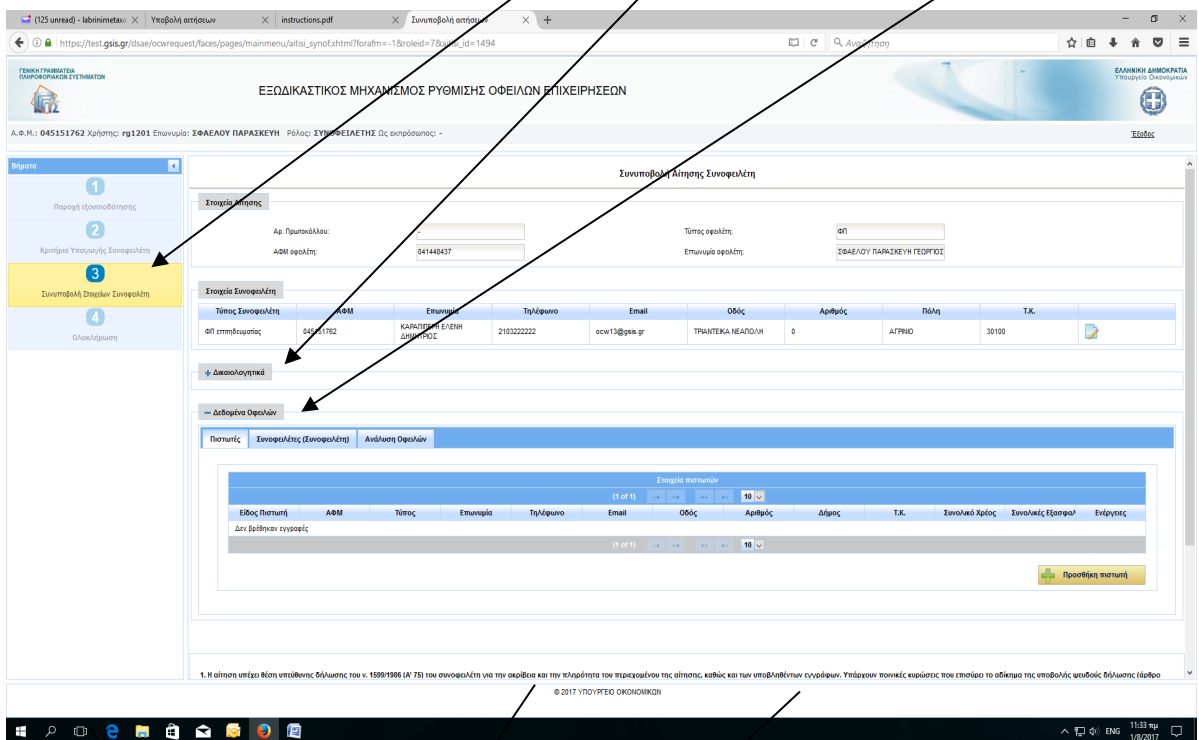 (125 unread) - labrinimetaxa
Υποβολή αιτήσεων
instructions.pdf
Συνυποβολή αιτήσεων
https://test.gsis.gr/dsae/ocwrequest/faces/pages/mainmenu/aitisi_synof.xhtml?forafm=-1&roleid=7&aitisi_id=1494
Αναζήτηση
ΓΕΝΙΚΗ ΓΡΑΜΜΑΤΕΙΑ
ΠΛΗΡΟΦΟΡΙΑΚΩΝ ΣΥΣΤΗΜΑΤΩΝ
ΕΞΩΔΙΚΑΣΤΙΚΟΣ ΜΗΧΑΝΙΣΜΟΣ ΡΥΘΜΙΣΗΣ ΟΦΕΙΛΩΝ ΕΠΙΧΕΙΡΗΣΕΩΝ
ΕΛΛΗΝΙΚΗ ΔΗΜΟΚΡΑΤΙΑ
Υπουργείο Οικονομικών
Α.Φ.Μ.: 045151762 Χρήστης: rg1201 Επωνυμία: ΣΦΑΕΛΟΥ ΠΑΡΑΣΚΕΥΗ Ρόλος: ΣΥΝΟΦΕΙΛΕΤΗΣ Ως εκπρόσωπος: -
Έξοδος
Βήματα
1
Παροχή εξουσιοδότησης
2
Κριτήρια Υπαγωγής Συνοφειλέτη
3
Συνυποβολή Στοιχείων Συνοφολέτη
4
Ολοκλήρωση
Συνυποβολή Αίτησης Συνοφειλέτη
Στοιχεία Αίτησης
Αρ. Πρωτοκόλλου: - Τύπος οφειλέτη: ΦΠ
ΑΦΜ οφειλέτη: 041448437 Επωνυμία οφειλέτη: ΣΦΑΕΛΟΥ ΠΑΡΑΣΚΕΥΗ ΓΕΩΡΓΙΟΣ
Στοιχεία Συνοφειλέτη
Τύπος Συνοφειλέτη ΑΦΜ Επωνυμία Τηλέφωνο Email Οδός Αριθμός Πόλη Τ.Κ.
ΦΠ επιτηδευματίας 045151762 ΚΑΡΑΠΙΠΕΡΗ ΕΛΕΝΗ ΔΗΜΗΤΡΙΟΣ 2103222222 ocw13@gsis.gr ΤΡΙΑΝΤΕΙΚΑ ΝΕΑΠΟΛΗ 0 ΑΓΡΙΝΙΟ 30100
+ Δικαιολογητικά
− Δεδομένα Οφειλών
Πιστωτές Συνοφειλέτες (Συνοφειλέτη) Ανάλυση Οφειλών
Στοιχεία πιστωτών
(1 of 1) 10
Είδος Πιστωτή ΑΦΜ Τύπος Επωνυμία Τηλέφωνο Email Οδός Αριθμός Δήμος Τ.Κ. Συνολικό Χρέος Συνολικές Εξασφαλ Ενέργειες
Δεν βρέθηκαν εγγραφές
(1 of 1) 10
Προσθήκη πιστωτή
1. Η αίτηση υπέχει θέση υπεύθυνης δήλωσης του ν. 1599/1986 (Α' 75) του συνοφειλέτη για την ακρίβεια και την πληρότητα του περιεχομένου της αίτησης, καθώς και των υποβληθέντων εγγράφων. Υπάρχουν ποινικές κυρώσεις που επισύρει το αδίκημα της υποβολής ψευδούς δήλωσης (άρθρο
© 2017 ΥΠΟΥΡΓΕΙΟ ΟΙΚΟΝΟΜΙΚΩΝ
ENG
11:33 πμ
1/8/2017